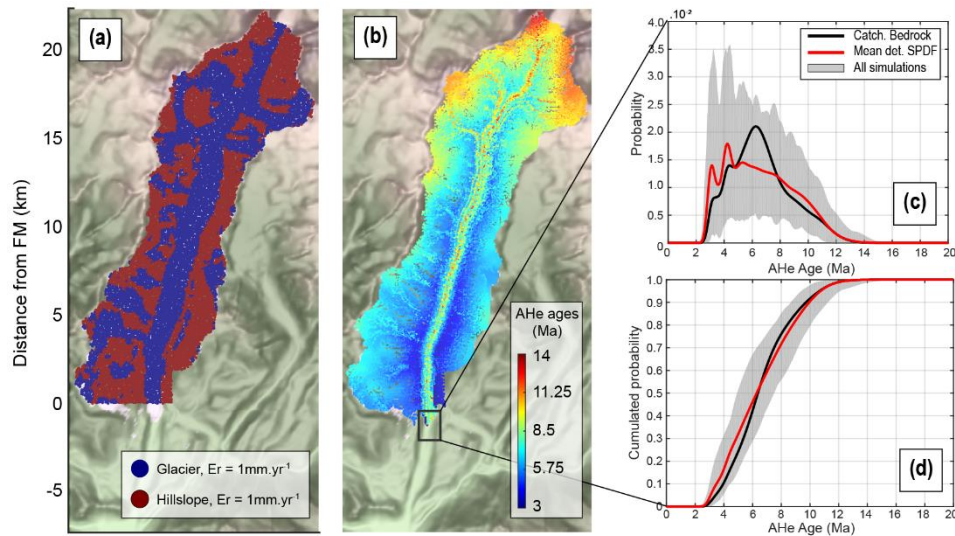 (a)
(b)
Distance from FM (km)
20
15
10
5
0
-5
Glacier, Er = 1mm.yr⁻¹
Hillslope, Er = 1mm.yr⁻¹
AHe ages
(Ma)
14
11.25
8.5
5.75
3
x10⁻²
4.0
3.5
3.0
2.5
2.0
1.5
1.0
0.5
0
Probability
Catch. Bedrock
Mean det. SPDF
All simulations
(c)
0 2 4 6 8 10 12 14 16 18 20
AHe Age (Ma)
1.0
0.9
0.8
0.7
0.6
0.5
0.4
0.3
0.2
0.1
0
Cumulated probability
(d)
0 2 4 6 8 10 12 14 16 18 20
AHe Age (Ma)